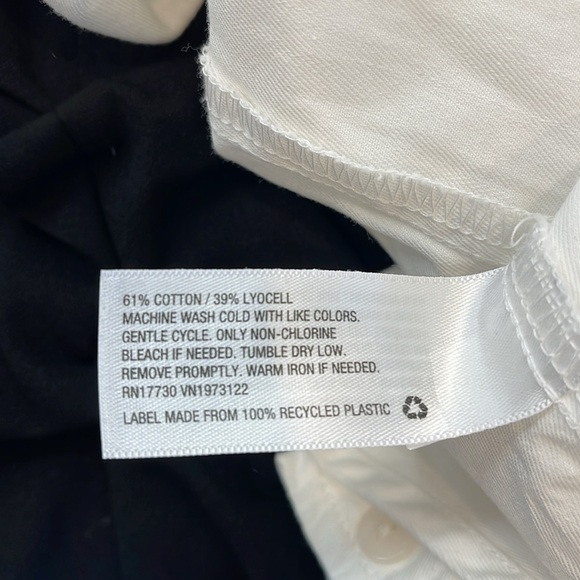 61% COTTON / 39% LYOCELL
MACHINE WASH COLD WITH LIKE COLORS.
GENTLE CYCLE. ONLY NON-CHLORINE
BLEACH IF NEEDED. TUMBLE DRY LOW.
REMOVE PROMPTLY. WARM IRON IF NEEDED.
RN17730 VN1973122
LABEL MADE FROM 100% RECYCLED PLASTIC